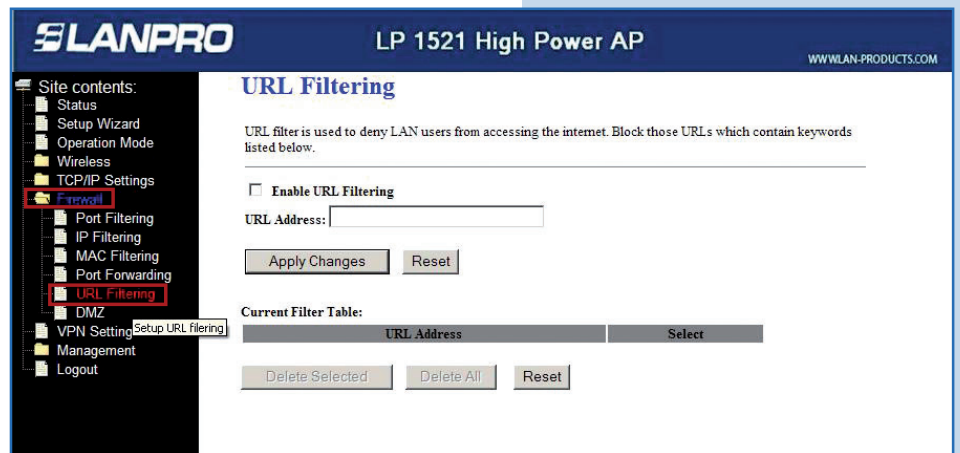 LANPRO
LP 1521 High Power AP
WWWLAN-PRODUCTS.COM
Site contents:
Status
Setup Wizard
Operation Mode
Wireless
TCP/IP Settings
Firewall
Port Filtering
IP Filtering
MAC Filtering
Port Forwarding
URL Filtering
DMZ
VPN Setting
Setup URL filering
Management
Logout
URL Filtering
URL filter is used to deny LAN users from accessing the internet. Block those URLs which contain keywords
listed below.
Enable URL Filtering
URL Address:
Apply Changes Reset
Current Filter Table:
URL Address Select
Delete Selected Delete All Reset